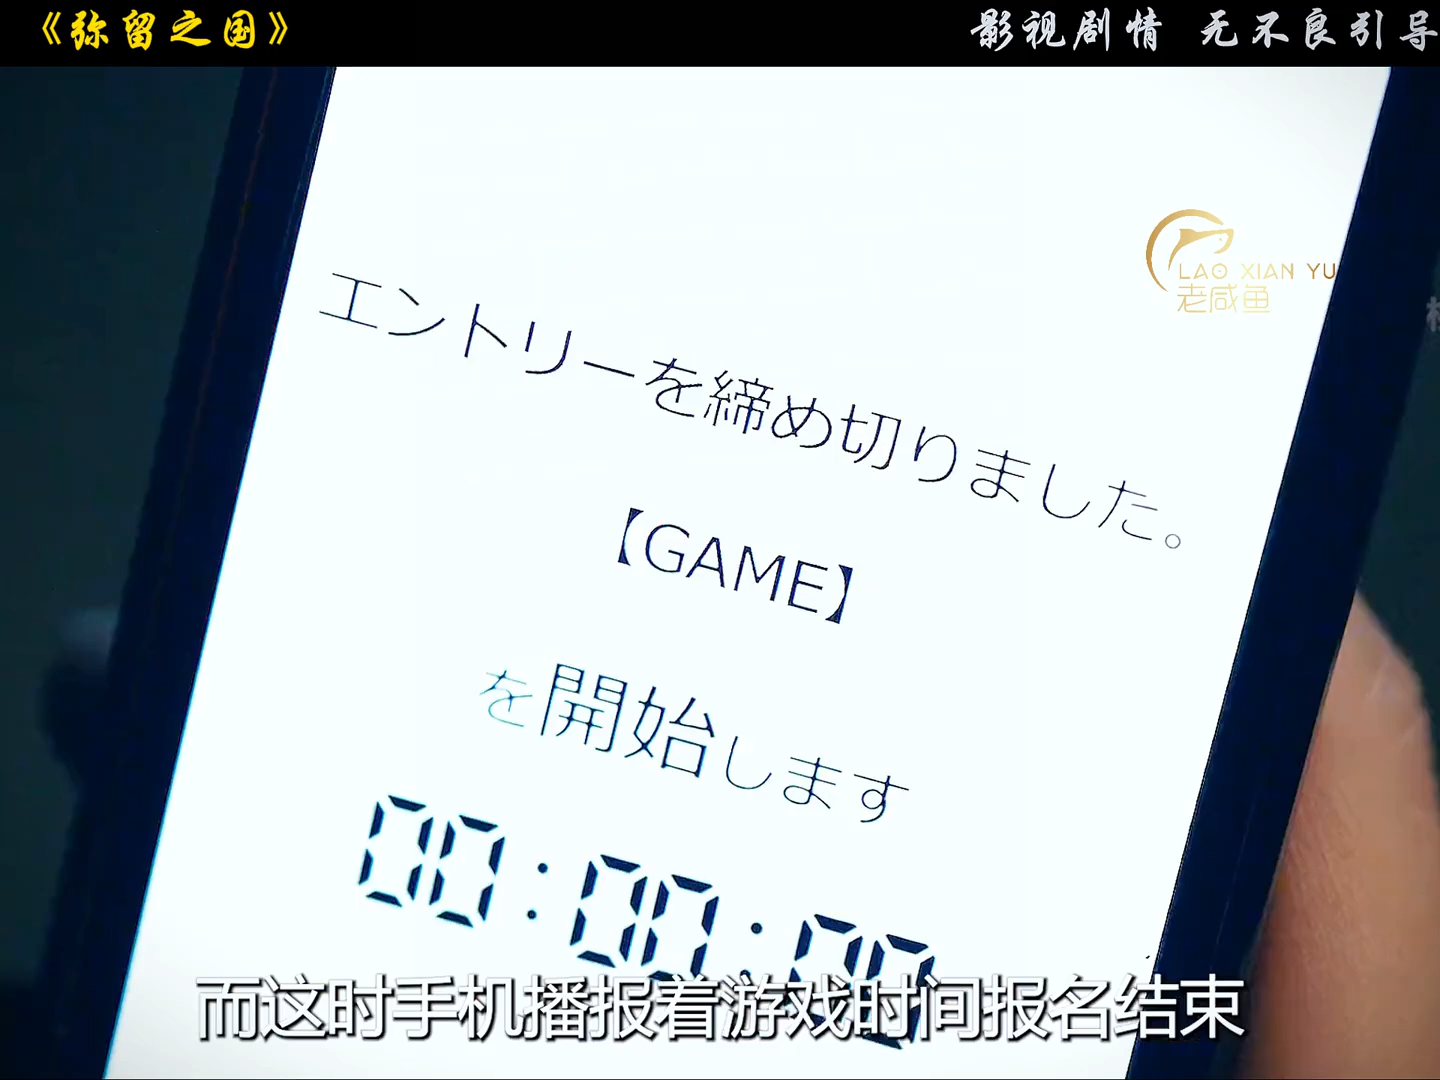 《弥留之国》
影视剧情 无不良引导
LAO XIAN YU
老咸鱼
エントリーを締め切りました。
【GAME】
を開始します
00:00:00
而这时手机播报着游戏时间报名结束